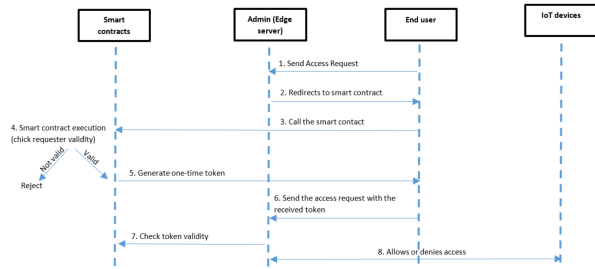 Smart
contracts
Admin (Edge
server)
End user
IoT devices
1. Send Access Request
2. Redirects to smart contract
3. Call the smart contact
4. Smart contract execution
(chick requester validity)
Not valid
Valid
Reject
5. Generate one-time token
6. Send the access request with the
received token
7. Check token validity
8. Allows or denies access